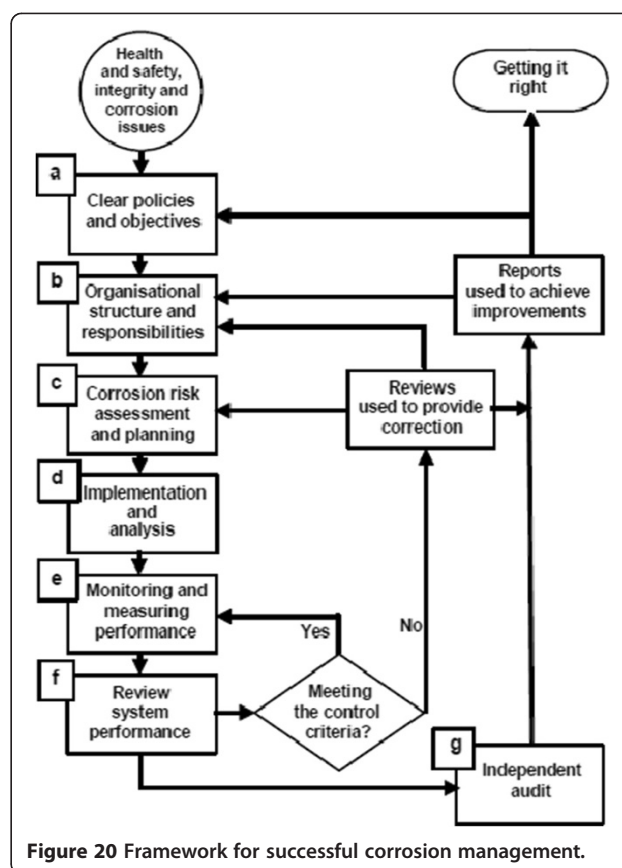 Health
and safety,
integrity and
corrosion
issues
Getting it
right
a
Clear policies
and objectives
b
Organisational
structure and
responsibilities
Reports
used to achieve
improvements
c
Corrosion risk
assessment
and planning
Reviews
used to provide
correction
d
Implementation
and
analysis
e
Monitoring and
measuring
performance
Yes
No
f
Review
system
performance
Meeting
the control
criteria?
g
Independent
audit
Figure 20 Framework for successful corrosion management.